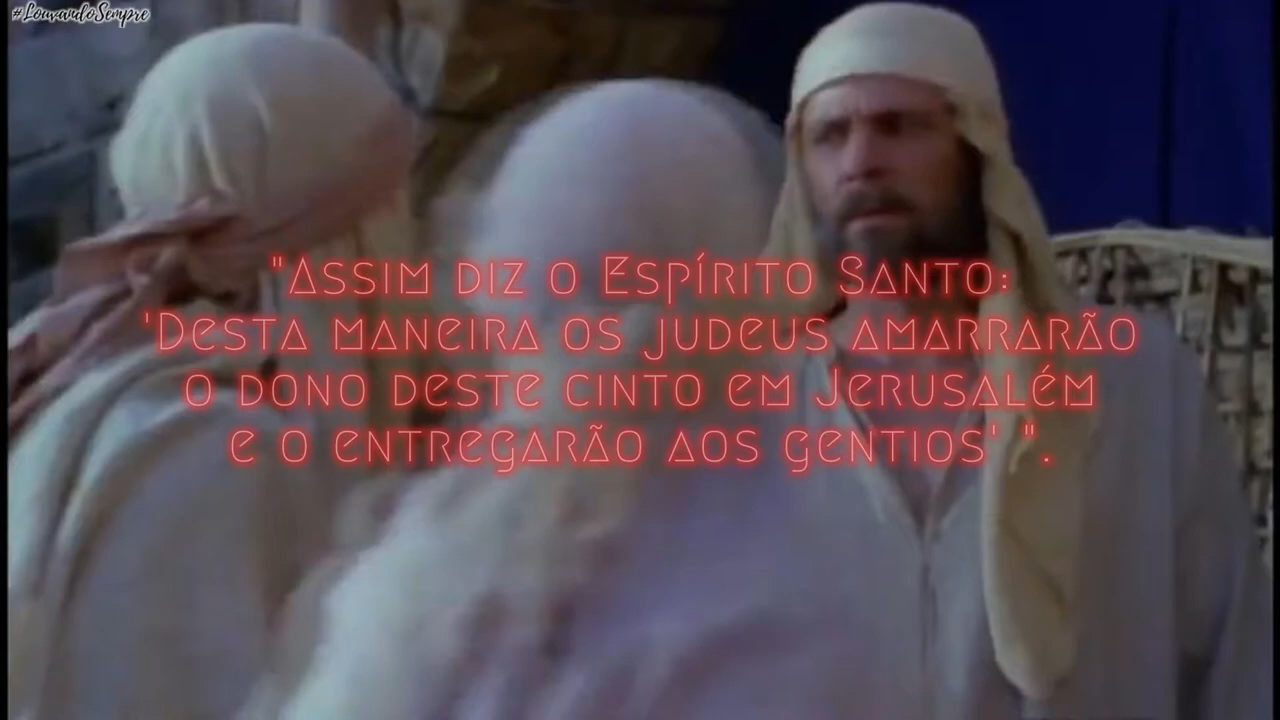 #LouvandoSempre
"Assim diz o Espírito Santo:
'Desta maneira os judeus amarrarão
o dono deste cinto em Jerusalém
e o entregarão aos gentios' ".